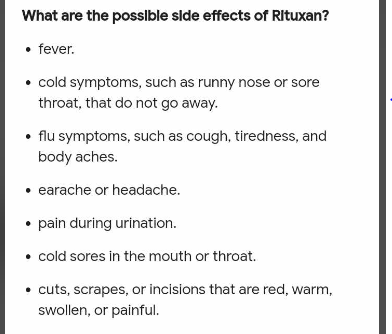 What are the possible side effects of Rituxan?
• fever.
• cold symptoms, such as runny nose or sore
throat, that do not go away.
• flu symptoms, such as cough, tiredness, and
body aches.
• earache or headache.
• pain during urination.
• cold sores in the mouth or throat.
• cuts, scrapes, or incisions that are red, warm,
swollen, or painful.